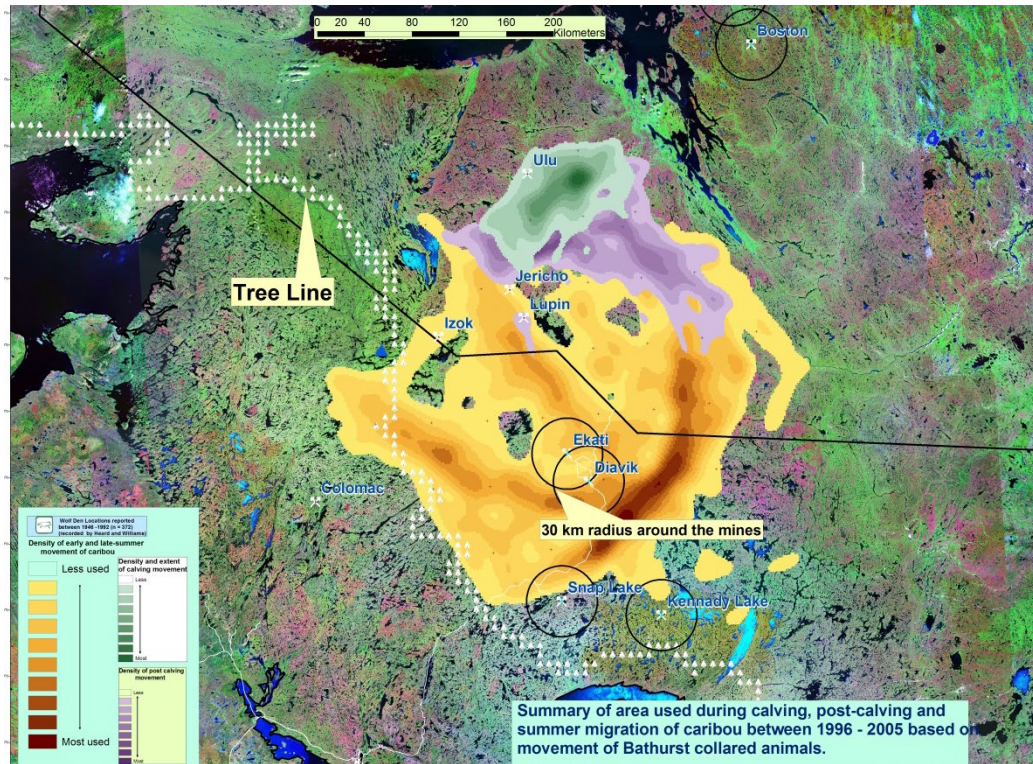 0 20 40 80 120 160 200
Kilometers
Boston
Ulu
Tree Line
Jericho
Lupin
Izok
Ekati
Diavik
Colomac
30 km radius around the mines
Snap Lake
Kennady Lake
Wolf Den Locations reported
between 1946 -1992 (n = 372)
(recorded by Heard and Williams)
Density of early and late-summer
movement of caribou
Less used
Most used
Density and extent
of calving movement
Less
Most
Density of post calving
movement
Less
Most
Summary of area used during calving, post-calving and
summer migration of caribou between 1996 - 2005 based on
movement of Bathurst collared animals.